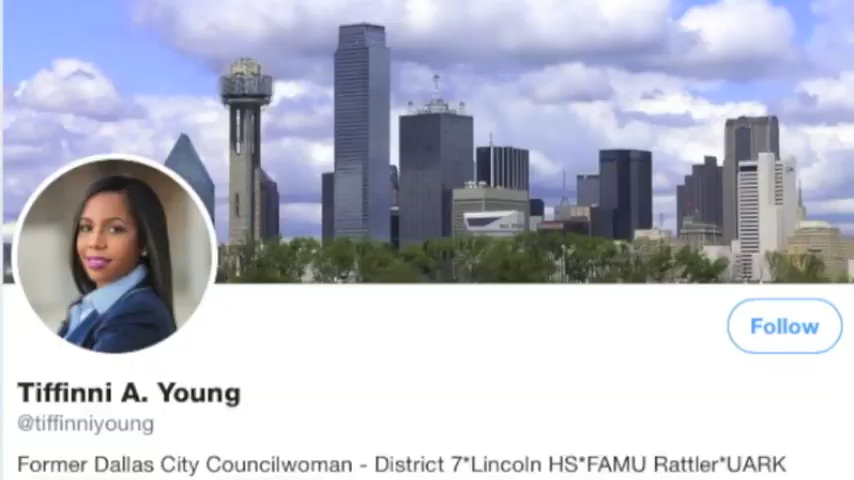 Follow
Tiffinni A. Young
@tiffinniyoung
Former Dallas City Councilwoman - District 7*Lincoln HS*FAMU Rattler*UARK